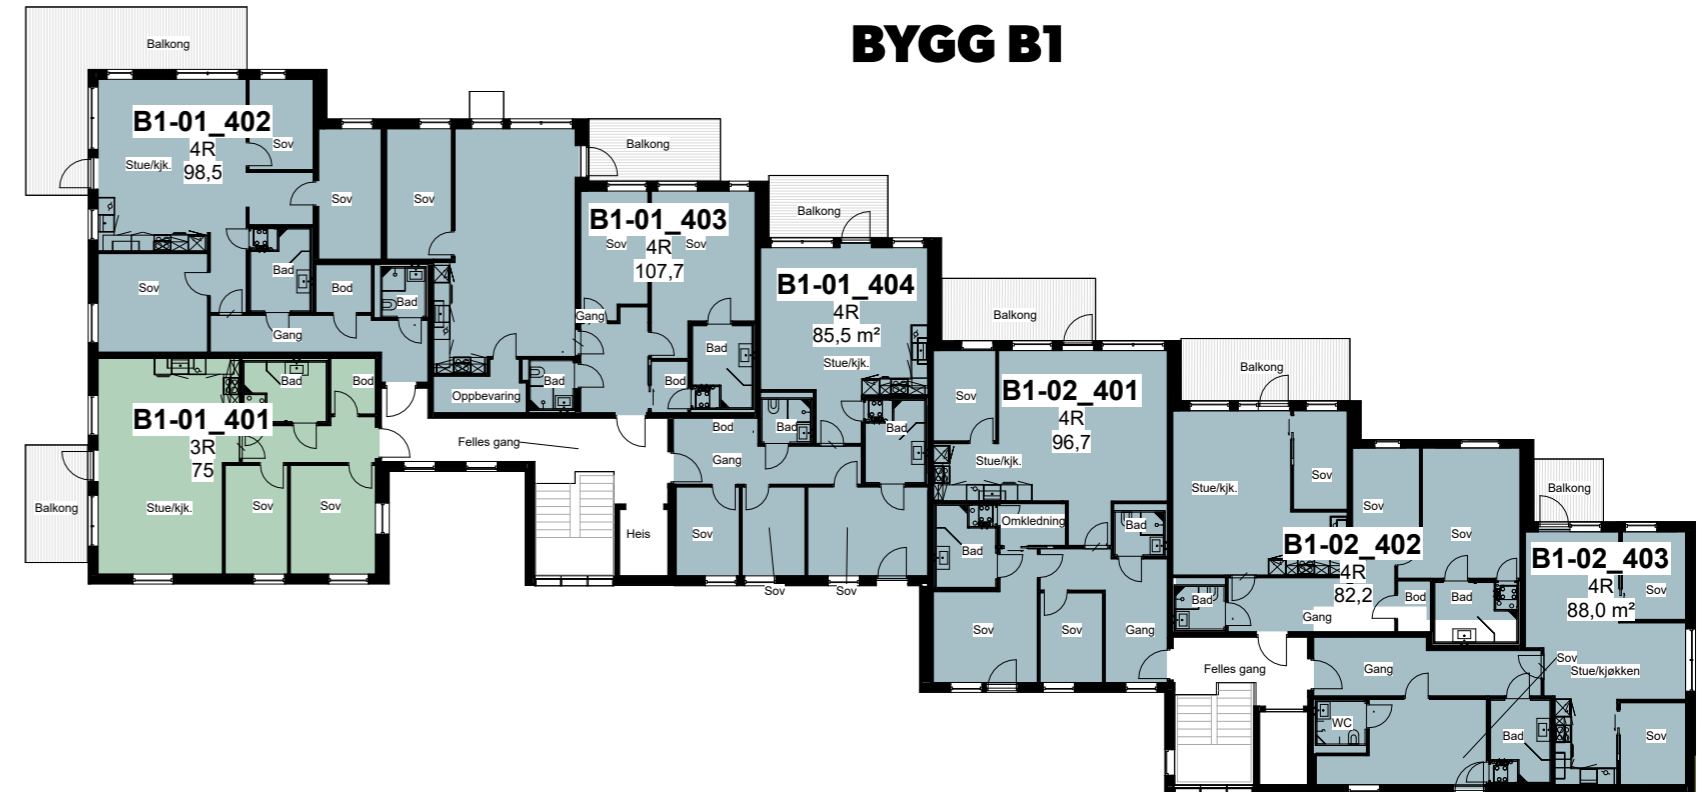 BYGG B1
Balkong
B1-01_402
4R
98,5
Stue/kjk.
Sov
Sov
Sov
Bad
Bod
Bad
Gang
Sov
Balkong
B1-01_403
4R
107,7
Sov
Sov
Gang
Bad
Bod
Bad
Oppbevaring
Balkong
B1-01_404
4R
85,5 m²
Stue/kjk.
Bad
Bad
Bod
Gang
Sov
Sov
Sov
B1-01_401
3R
75
Bad
Bod
Stue/kjk.
Sov
Sov
Balkong
Felles gang
Heis
Balkong
B1-02_401
4R
96,7
Sov
Stue/kjk.
Omkledning
Bad
Bad
Sov
Sov
Gang
Balkong
Stue/kjk.
Sov
Sov
Sov
B1-02_402
4R
82,2
Bad
Gang
Bod
Bad
Balkong
B1-02_403
4R
88,0 m²
Sov
Sov
Stue/kjøkken
Felles gang
Gang
WC
Bad
Sov